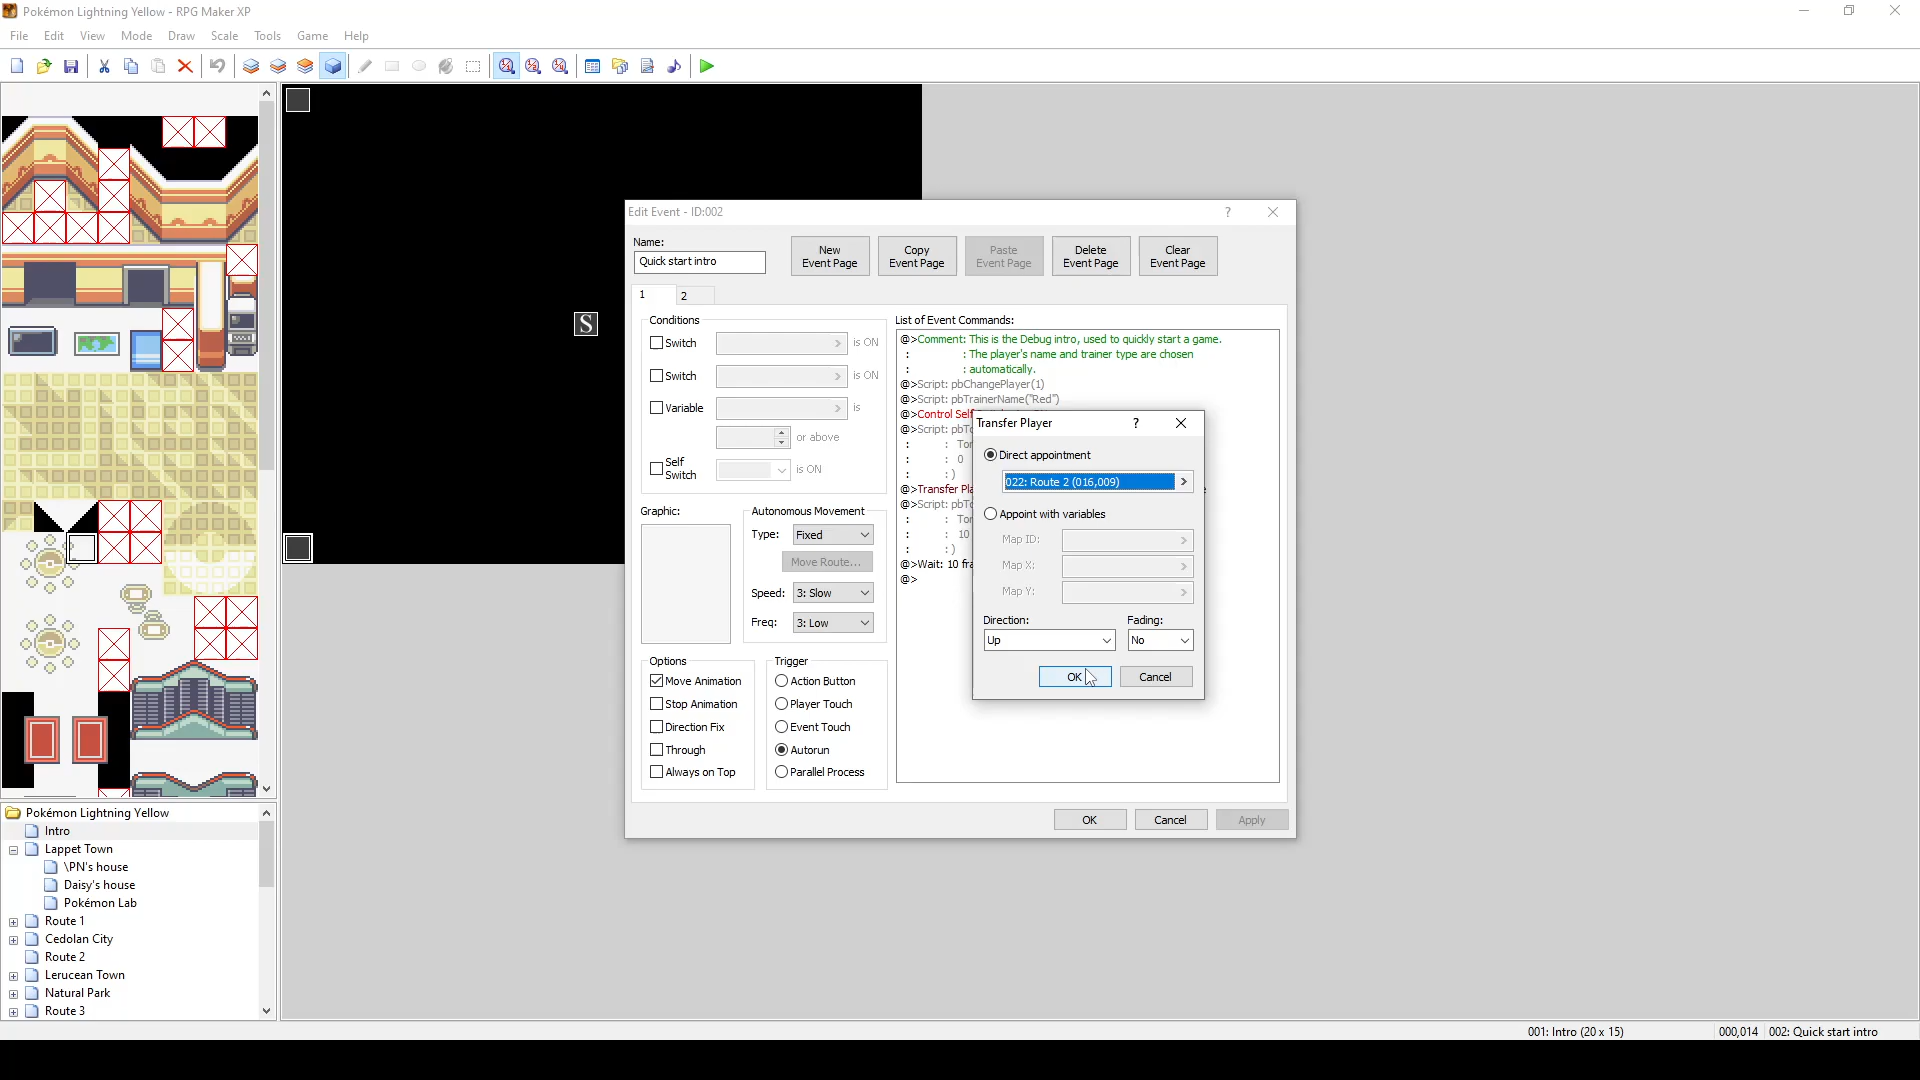 Pokémon Lightning Yellow - RPG Maker XP
File Edit View Mode Draw Scale Tools Game Help
Edit Event - ID:002
Name:
Quick start intro
New Event Page
Copy Event Page
Paste Event Page
Delete Event Page
Clear Event Page
1 2
S
Conditions
Switch is ON
Switch is ON
Variable is
or above
Self Switch is ON
Graphic:
Autonomous Movement
Type: Fixed
Move Route...
Speed: 3: Slow
Freq: 3: Low
Options
Move Animation
Stop Animation
Direction Fix
Through
Always on Top
Trigger
Action Button
Player Touch
Event Touch
Autorun
Parallel Process
List of Event Commands:
@>Comment: This is the Debug intro, used to quickly start a game.
: : The player's name and trainer type are chosen
: : automatically.
@>Script: pbChangePlayer(1)
@>Script: pbTrainerName("Red")
@>Control Self
@>Script: pbTo
: : Ton
: : 0
: :)
@>Transfer Pla
@>Script: pbTo
: : Ton
: : 10
: :)
@>Wait: 10 fra
@>
Transfer Player
Direct appointment
022: Route 2 (016,009)
Appoint with variables
Map ID:
Map X:
Map Y:
Direction: Fading:
Up No
OK Cancel
OK Cancel Apply
Pokémon Lightning Yellow
Intro
Lappet Town
\PN's house
Daisy's house
Pokémon Lab
Route 1
Cedolan City
Route 2
Lerucean Town
Natural Park
Route 3
001: Intro (20 x 15) 000,014 002: Quick start intro